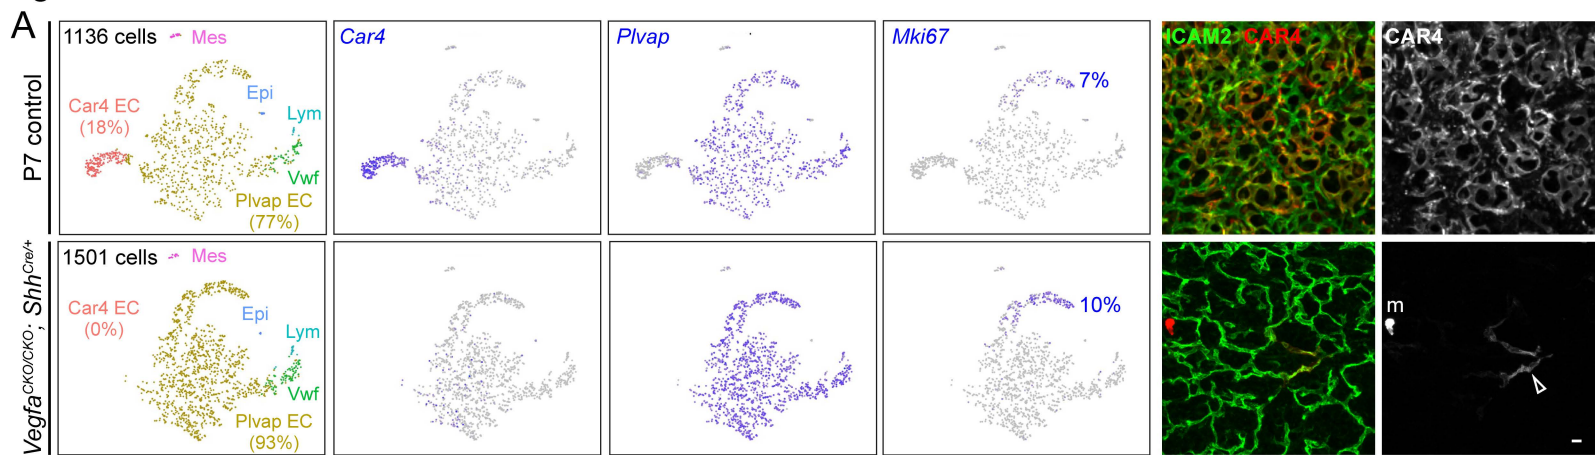 A
P7 control
1136 cells
Mes
Car4 EC
(18%)
Epi
Lym
Vwf
Plvap EC
(77%)
Car4
Plvap
Mki67
7%
ICAM2 CAR4
CAR4
Vegfa^CKO/CKO; Shh^Cre/+
1501 cells
Mes
Car4 EC
(0%)
Epi
Lym
Vwf
Plvap EC
(93%)
10%
m